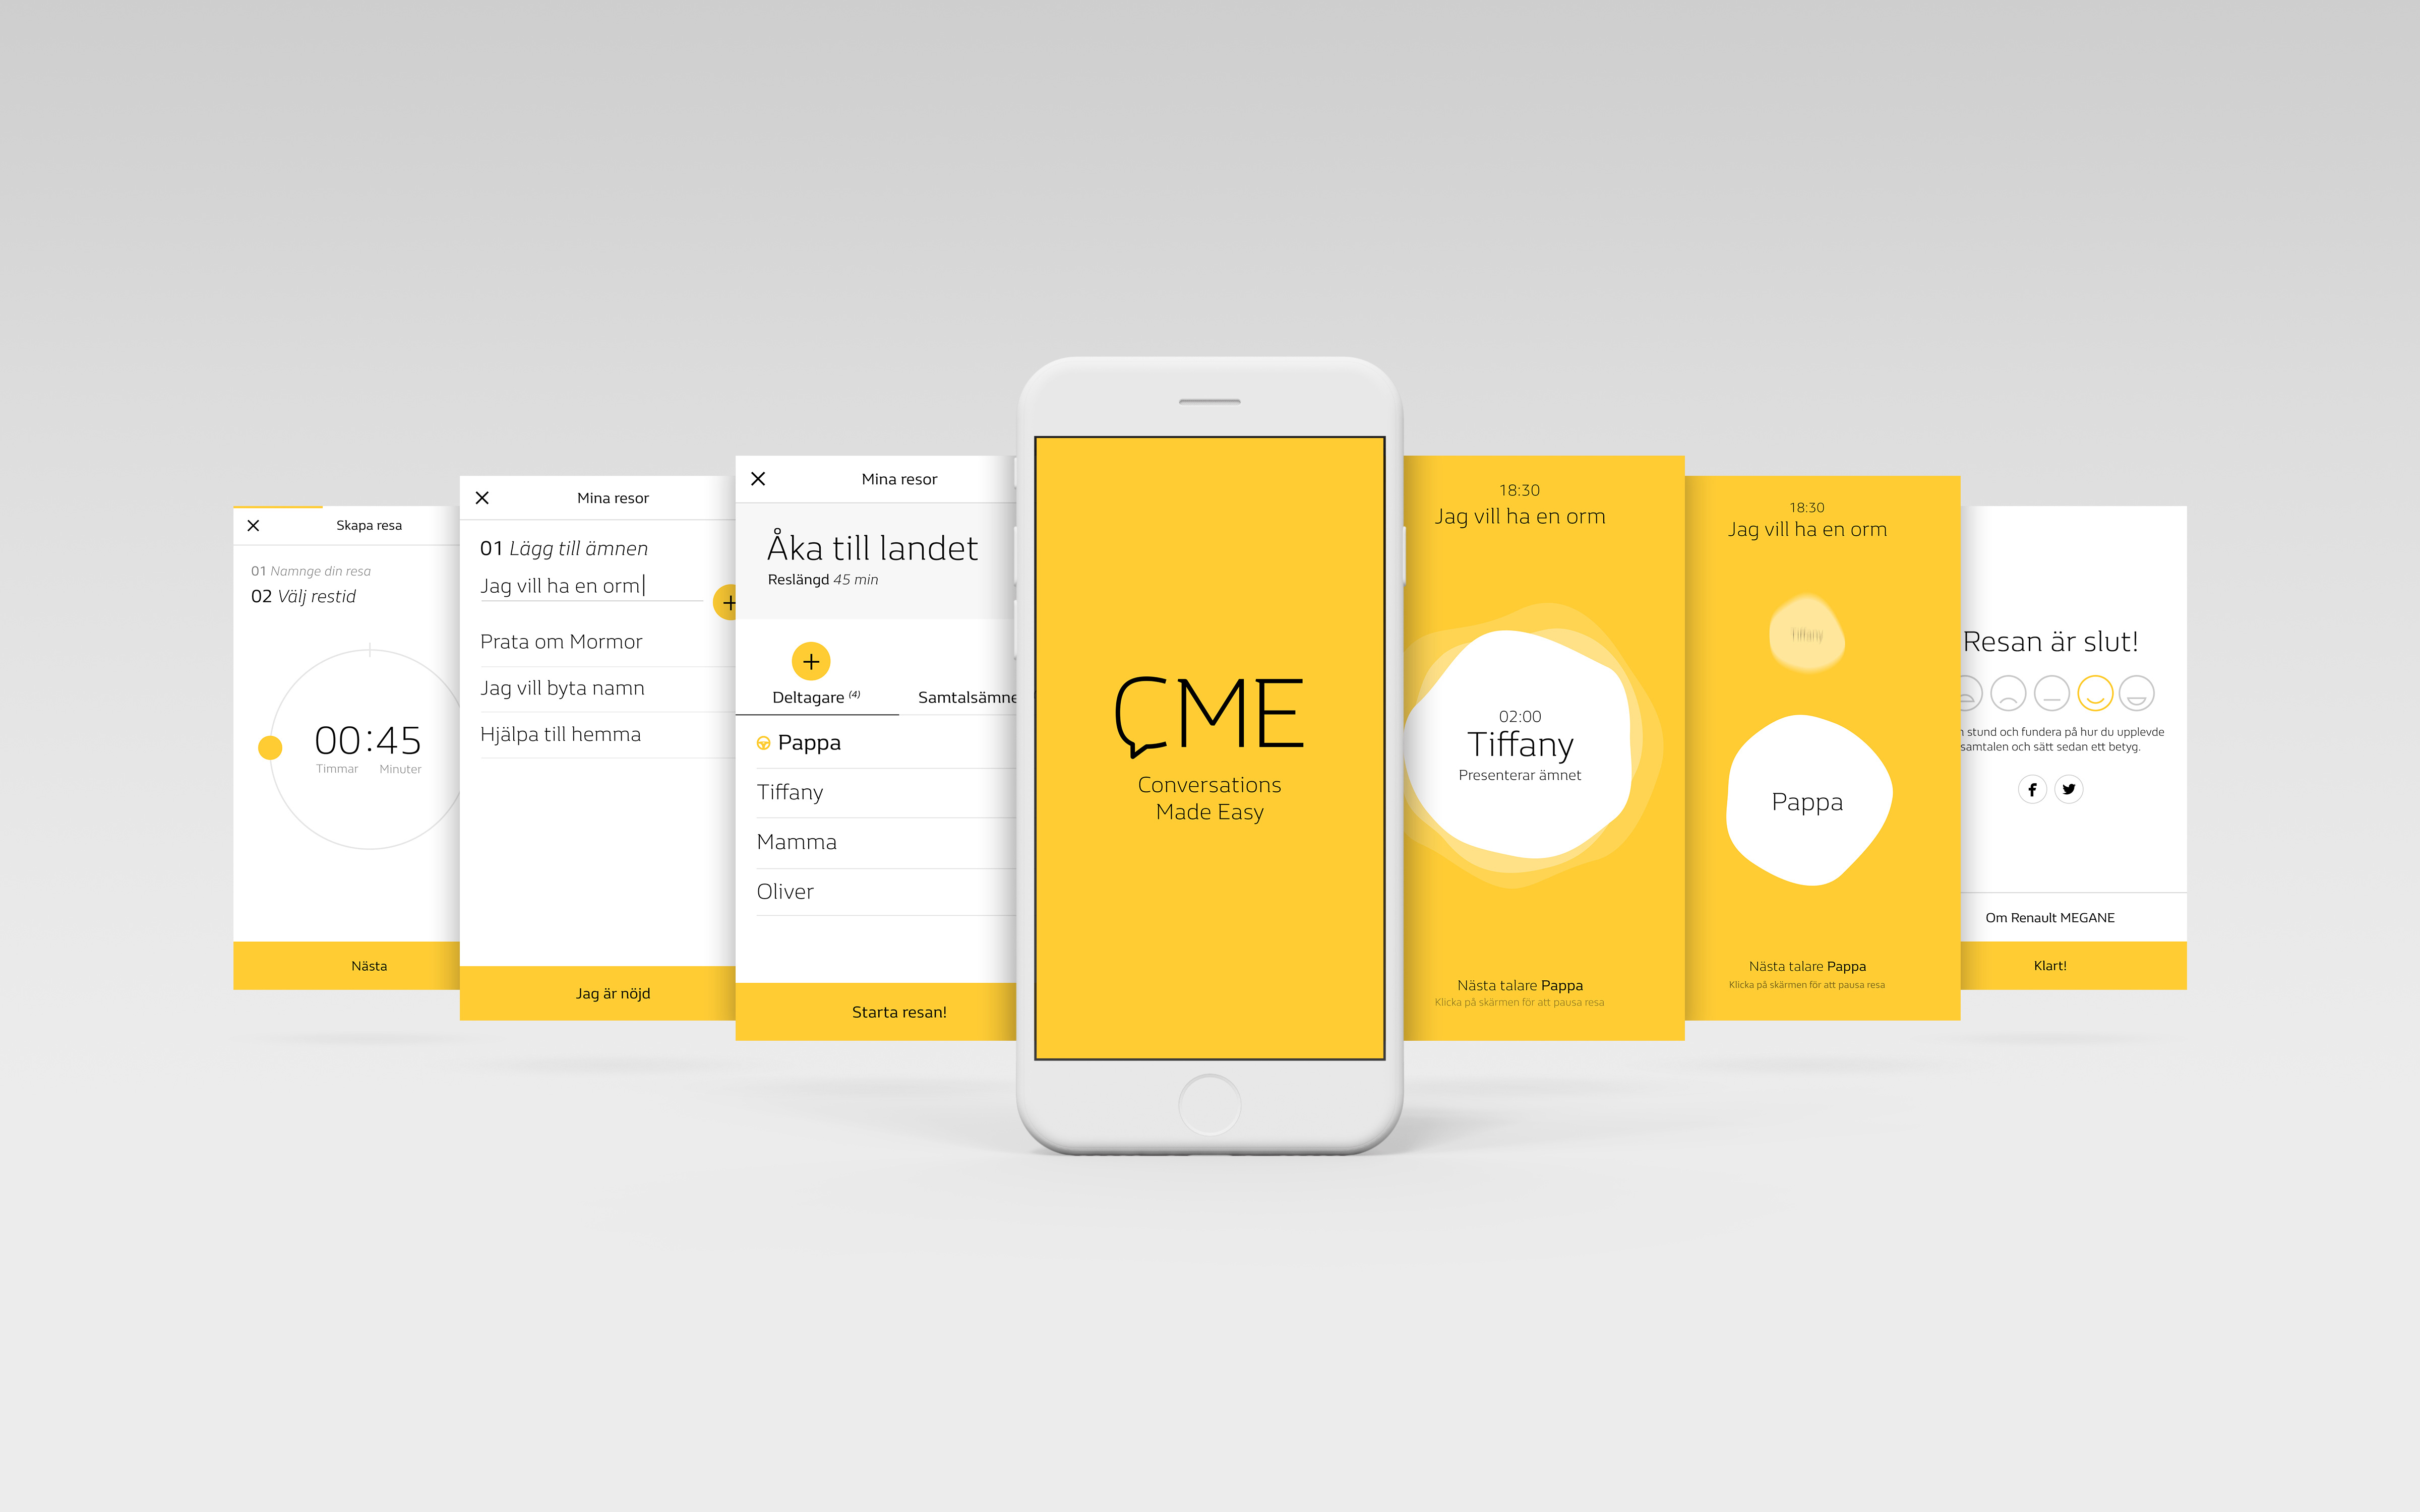 Skapa resa
01 Namnge din resa
02 Välj restid
00:45
Timmar Minuter
Nästa
Mina resor
01 Lägg till ämnen
Jag vill ha en orm
+
Prata om Mormor
Jag vill byta namn
Hjälpa till hemma
Jag är nöjd
Mina resor
Åka till landet
Reslängd 45 min
+
Deltagare (4) Samtalsämne
Pappa
Tiffany
Mamma
Oliver
Starta resan!
CME
Conversations
Made Easy
18:30
Jag vill ha en orm
02:00
Tiffany
Presenterar ämnet
Nästa talare Pappa
Klicka på skärmen för att pausa resa
18:30
Jag vill ha en orm
Tiffany
Pappa
Nästa talare Pappa
Klicka på skärmen för att pausa resa
Resan är slut!
stund och fundera på hur du upplevde
samtalen och sätt sedan ett betyg.
Om Renault MEGANE
Klart!